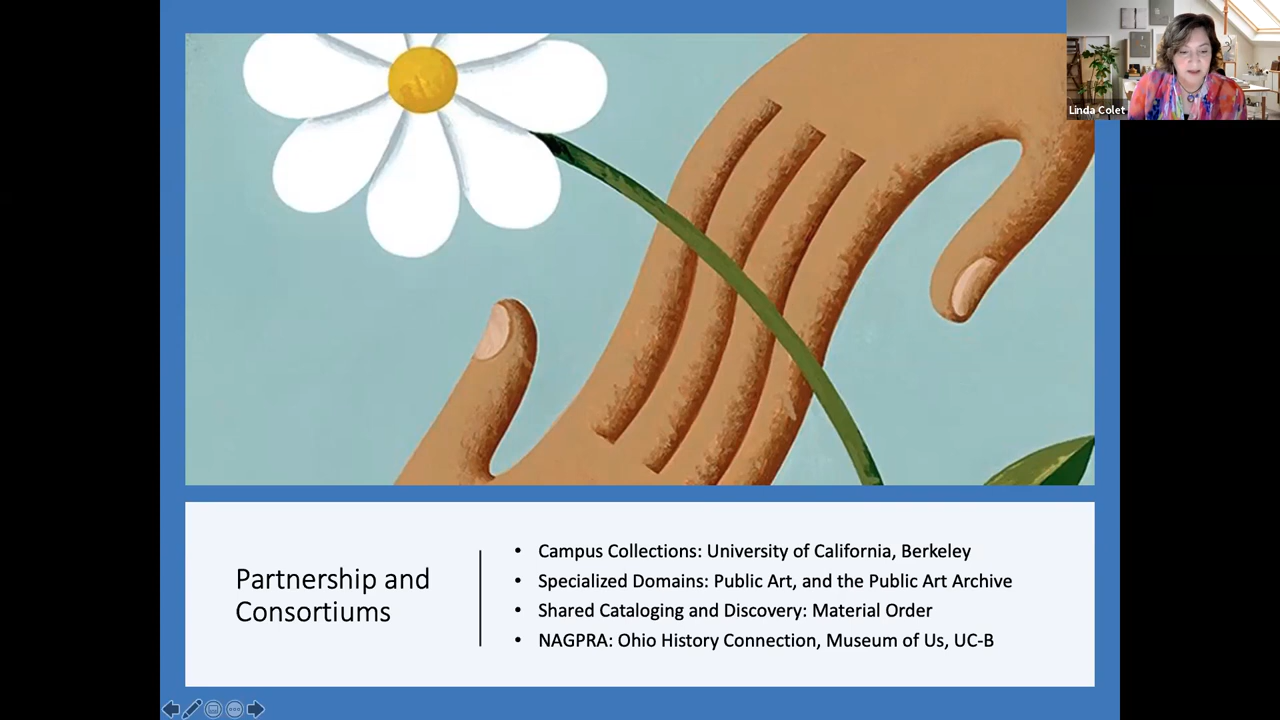 Linda Colet
Partnership and
Consortiums
• Campus Collections: University of California, Berkeley
• Specialized Domains: Public Art, and the Public Art Archive
• Shared Cataloging and Discovery: Material Order
• NAGPRA: Ohio History Connection, Museum of Us, UC-B